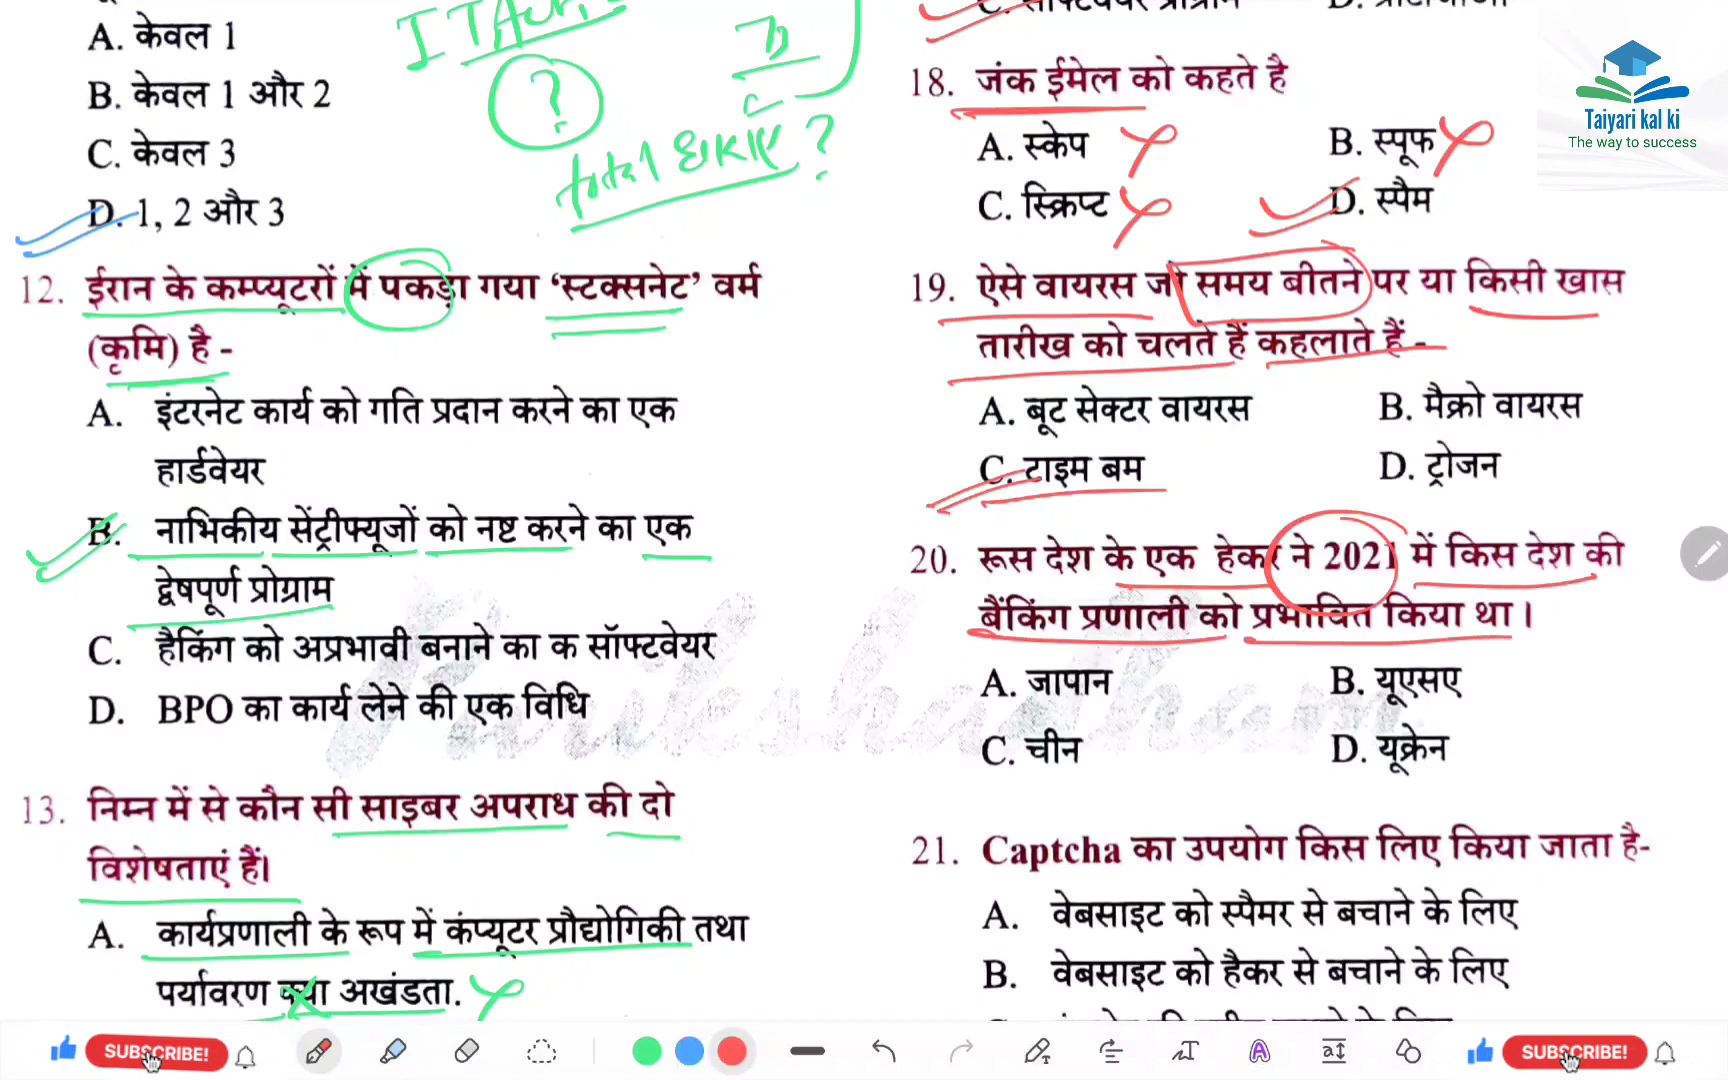 A. केवल 1
B. केवल 1 और 2
C. केवल 3
D. 1, 2 और 3
?
total धाराएं ?
12. ईरान के कम्प्यूटरों में पकड़ा गया ‘स्टक्सनेट’ वर्म
(कृमि) है -
A. इंटरनेट कार्य को गति प्रदान करने का एक
हार्डवेयर
B. नाभिकीय सेंट्रीफ्यूजों को नष्ट करने का एक
द्वेषपूर्ण प्रोग्राम
C. हैकिंग को अप्रभावी बनाने का क सॉफ्टवेयर
D. BPO का कार्य लेने की एक विधि
13. निम्न में से कौन सी साइबर अपराध की दो
विशेषताएं हैं।
A. कार्यप्रणाली के रूप में कंप्यूटर प्रौद्योगिकी तथा
पर्यावरण क्या अखंडता.
18. जंक ईमेल को कहते है
A. स्केप B. स्पूफ
C. स्क्रिप्ट D. स्पैम
19. ऐसे वायरस जो समय बीतने पर या किसी खास
तारीख को चलते हैं कहलाते हैं -
A. बूट सेक्टर वायरस B. मैक्रो वायरस
C. टाइम बम D. ट्रोजन
20. रूस देश के एक हेकर ने 2021 में किस देश की
बैंकिंग प्रणाली को प्रभावित किया था।
A. जापान B. यूएसए
C. चीन D. यूक्रेन
21. Captcha का उपयोग किस लिए किया जाता है-
A. वेबसाइट को स्पैमर से बचाने के लिए
B. वेबसाइट को हैकर से बचाने के लिए
Taiyari kal ki
The way to success
Parikshadham
SUBSCRIBE!
SUBSCRIBE!